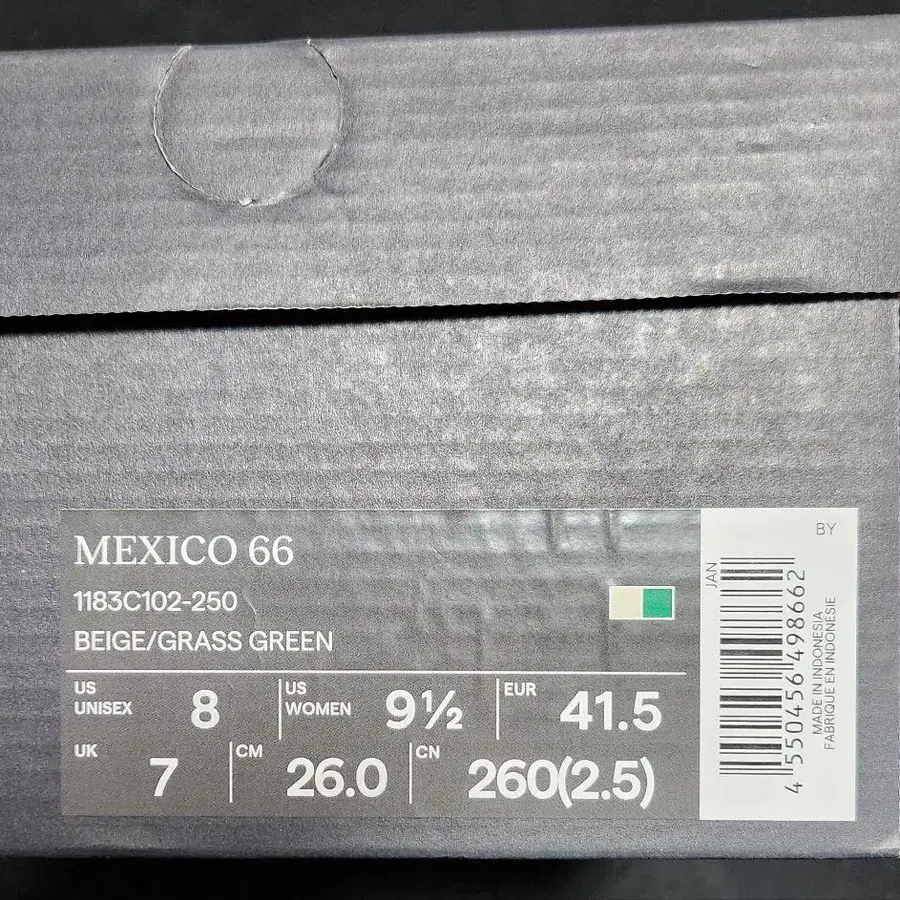 MEXICO 66
1183C102-250
BEIGE/GRASS GREEN
US UNISEX 8
US WOMEN 9½
EUR 41.5
UK 7
CM 26.0
CN 260(2.5)
BY
JAN
4 550456 498662
MADE IN INDONESIA
FABRIQUE EN INDONESIE